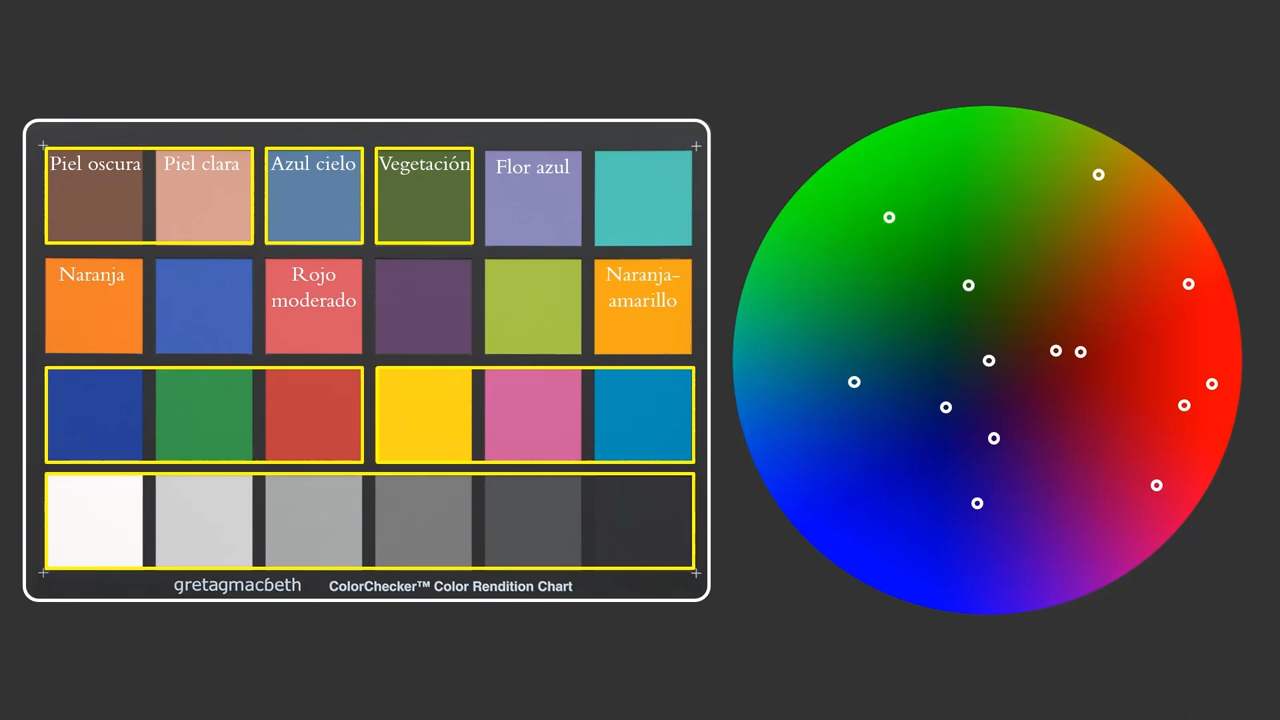 Piel oscura
Piel clara
Azul cielo
Vegetación
Flor azul
Naranja
Rojo
moderado
Naranja-
amarillo
gretagmacbeth
ColorChecker™ Color Rendition Chart